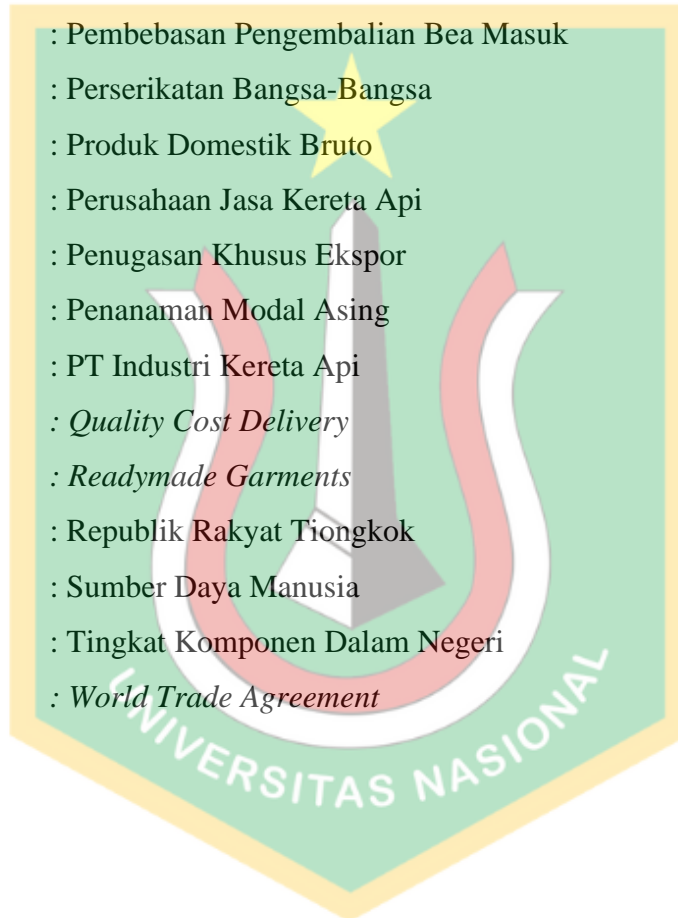 : Pembebasan Pengembalian Bea Masuk
: Perserikatan Bangsa-Bangsa
: Produk Domestik Bruto
: Perusahaan Jasa Kereta Api
: Penugasan Khusus Ekspor
: Penanaman Modal Asing
: PT Industri Kereta Api
: Quality Cost Delivery
: Readymade Garments
: Republik Rakyat Tiongkok
: Sumber Daya Manusia
: Tingkat Komponen Dalam Negeri
: World Trade Agreement
UNIVERSITAS NASIONAL